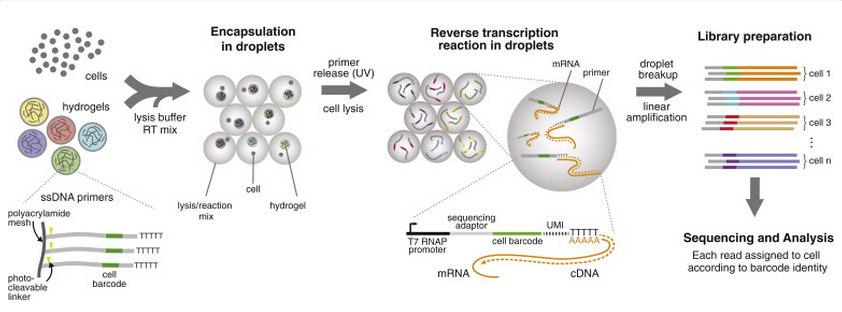 cells
hydrogels
lysis buffer
RT mix
ssDNA primers
polyacrylamide
mesh
TTTTT
TTTTT
TTTTT
photo-
cleavable
linker
cell
barcode
Encapsulation
in droplets
lysis/reaction
mix
cell
hydrogel
primer
release (UV)
cell lysis
Reverse transcription
reaction in droplets
mRNA
primer
T7 RNAP
promoter
sequencing
adaptor
cell barcode
UMI
TTTTT
AAAAA
mRNA
cDNA
droplet
breakup
linear
amplification
Library preparation
cell 1
cell 2
cell 3
⋮
cell n
Sequencing and Analysis
Each read assigned to cell
according to barcode identity